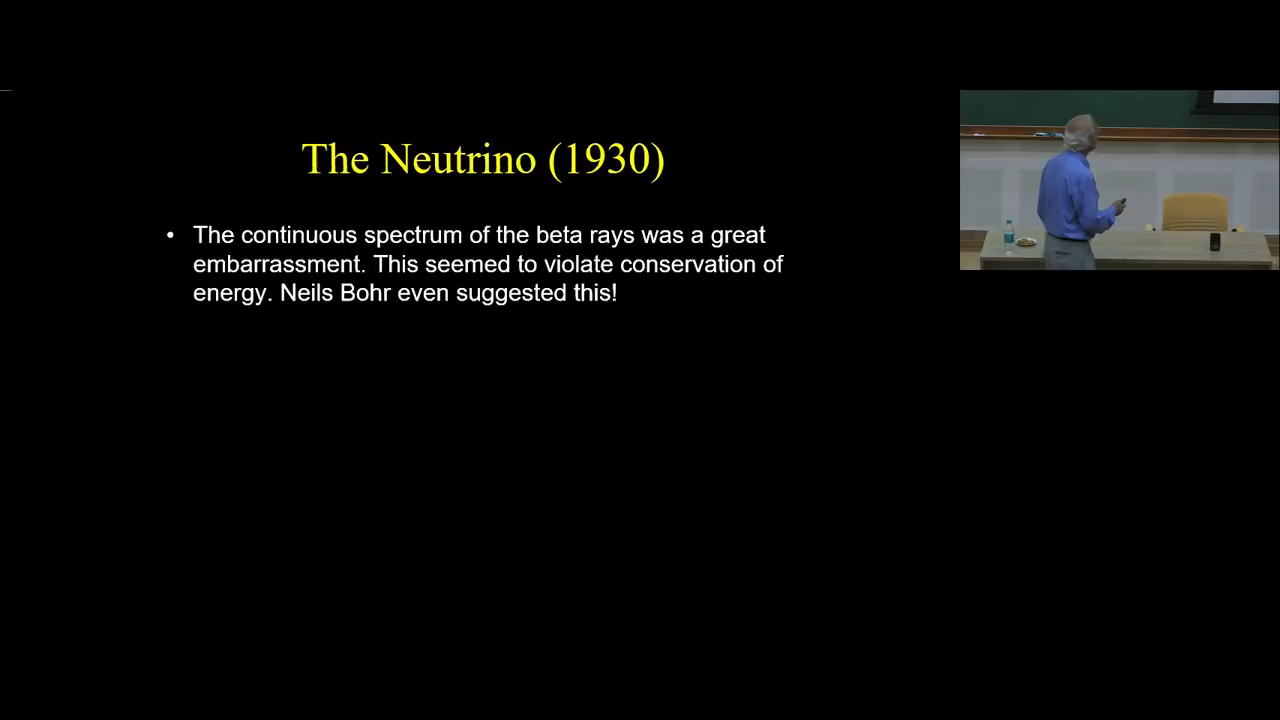 The Neutrino (1930)
• The continuous spectrum of the beta rays was a great
embarrassment. This seemed to violate conservation of
energy. Neils Bohr even suggested this!